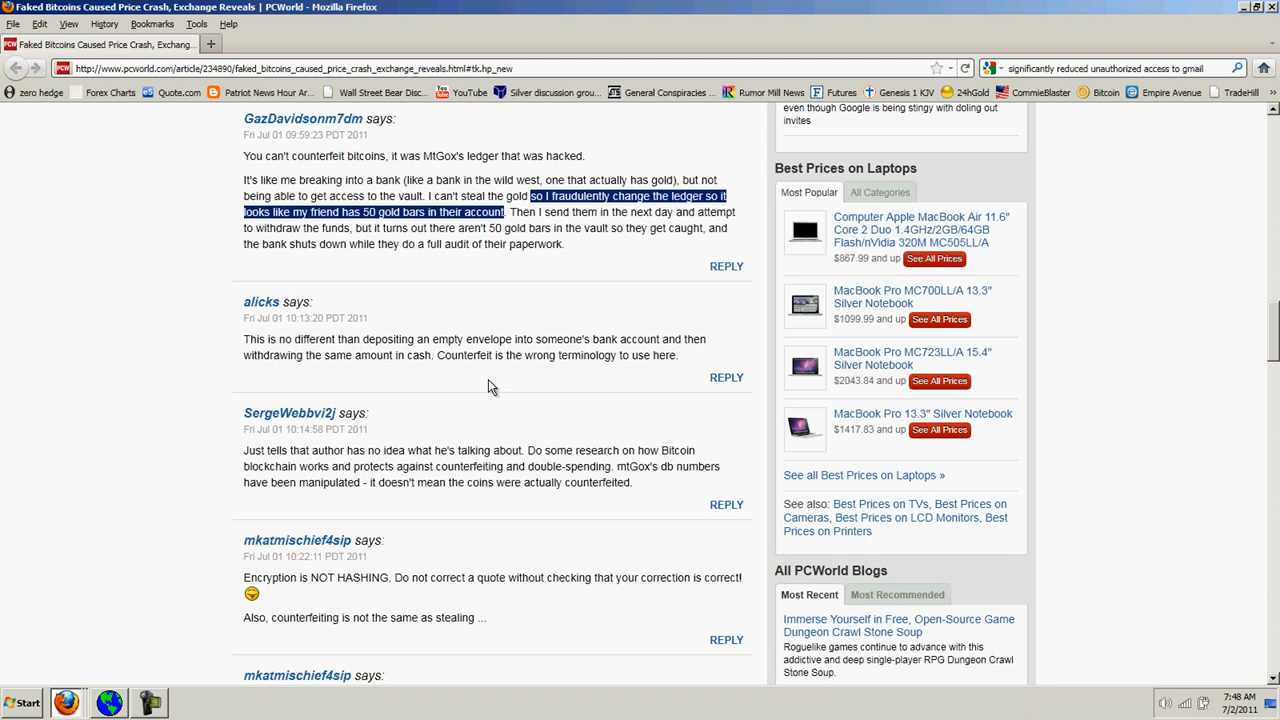 Faked Bitcoins Caused Price Crash, Exchange Reveals | PCWorld - Mozilla Firefox
File Edit View History Bookmarks Tools Help
PCW Faked Bitcoins Caused Price Crash, Exchang... +
PCW http://www.pcworld.com/article/234890/faked_bitcoins_caused_price_crash_exchange_reveals.html#tk.hp_new significantly reduced unauthorized access to gmail
zero hedge Forex Charts Quote.com Patriot News Hour Ar... Wall Street Bear Disc... YouTube Silver discussion grou... General Conspiracies ... Rumor Mill News Futures Genesis 1 KJV 24hGold CommieBlaster Bitcoin Empire Avenue TradeHill
GazDavidsonm7dm says:
Fri Jul 01 09:59:23 PDT 2011
You can't counterfeit bitcoins, it was MtGox's ledger that was hacked.
It's like me breaking into a bank (like a bank in the wild west, one that actually has gold), but not
being able to get access to the vault. I can't steal the gold so I fraudulently change the ledger so it
looks like my friend has 50 gold bars in their account. Then I send them in the next day and attempt
to withdraw the funds, but it turns out there aren't 50 gold bars in the vault so they get caught, and
the bank shuts down while they do a full audit of their paperwork.
REPLY
alicks says:
Fri Jul 01 10:13:20 PDT 2011
This is no different than depositing an empty envelope into someone's bank account and then
withdrawing the same amount in cash. Counterfeit is the wrong terminology to use here.
REPLY
SergeWebbvi2j says:
Fri Jul 01 10:14:58 PDT 2011
Just tells that author has no idea what he's talking about. Do some research on how Bitcoin
blockchain works and protects against counterfeiting and double-spending. mtGox's db numbers
have been manipulated - it doesn't mean the coins were actually counterfeited.
REPLY
mkatmischief4sip says:
Fri Jul 01 10:22:11 PDT 2011
Encryption is NOT HASHING. Do not correct a quote without checking that your correction is correct!
Also, counterfeiting is not the same as stealing ...
REPLY
mkatmischief4sip says:
even though Google is being stingy with doling out
invites
Best Prices on Laptops
Most Popular All Categories
Computer Apple MacBook Air 11.6"
Core 2 Duo 1.4GHz/2GB/64GB
Flash/nVidia 320M MC505LL/A
$867.99 and up See All Prices
MacBook Pro MC700LL/A 13.3"
Silver Notebook
$1099.99 and up See All Prices
MacBook Pro MC723LL/A 15.4"
Silver Notebook
$2043.84 and up See All Prices
MacBook Pro 13.3" Silver Notebook
$1417.83 and up See All Prices
See all Best Prices on Laptops »
See also: Best Prices on TVs, Best Prices on
Cameras, Best Prices on LCD Monitors, Best
Prices on Printers
All PCWorld Blogs
Most Recent Most Recommended
Immerse Yourself in Free, Open-Source Game
Dungeon Crawl Stone Soup
Roguelike games continue to advance with this
addictive and deep single-player RPG Dungeon Crawl
Stone Soup.
Start
7:48 AM
7/2/2011